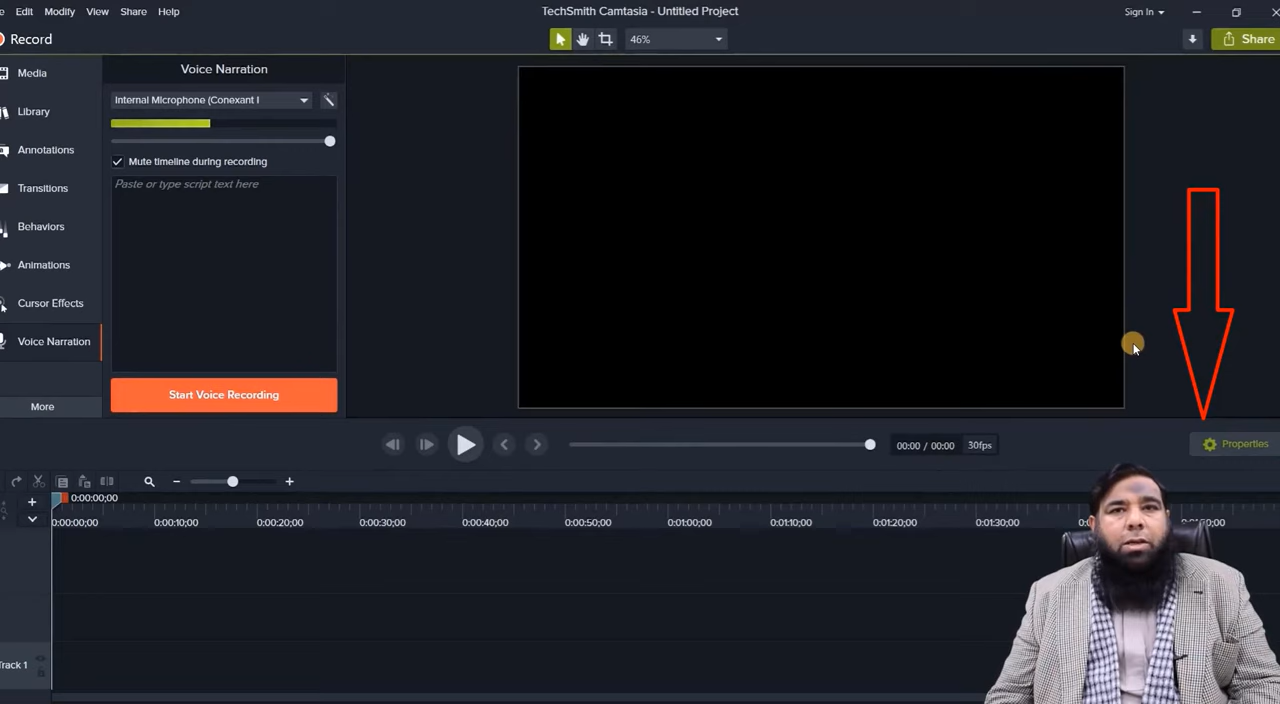 Edit Modify View Share Help
TechSmith Camtasia - Untitled Project
Sign In
Record
46%
Share
Media
Library
Annotations
Transitions
Behaviors
Animations
Cursor Effects
Voice Narration
More
Voice Narration
Internal Microphone (Conexant I
Mute timeline during recording
Paste or type script text here
Start Voice Recording
00:00 / 00:00 30fps
Properties
0:00:00;00
0:00:00;00 0:00:10;00 0:00:20;00 0:00:30;00 0:00:40;00 0:00:50;00 0:01:00;00 0:01:10;00 0:01:20;00 0:01:30;00
Track 1